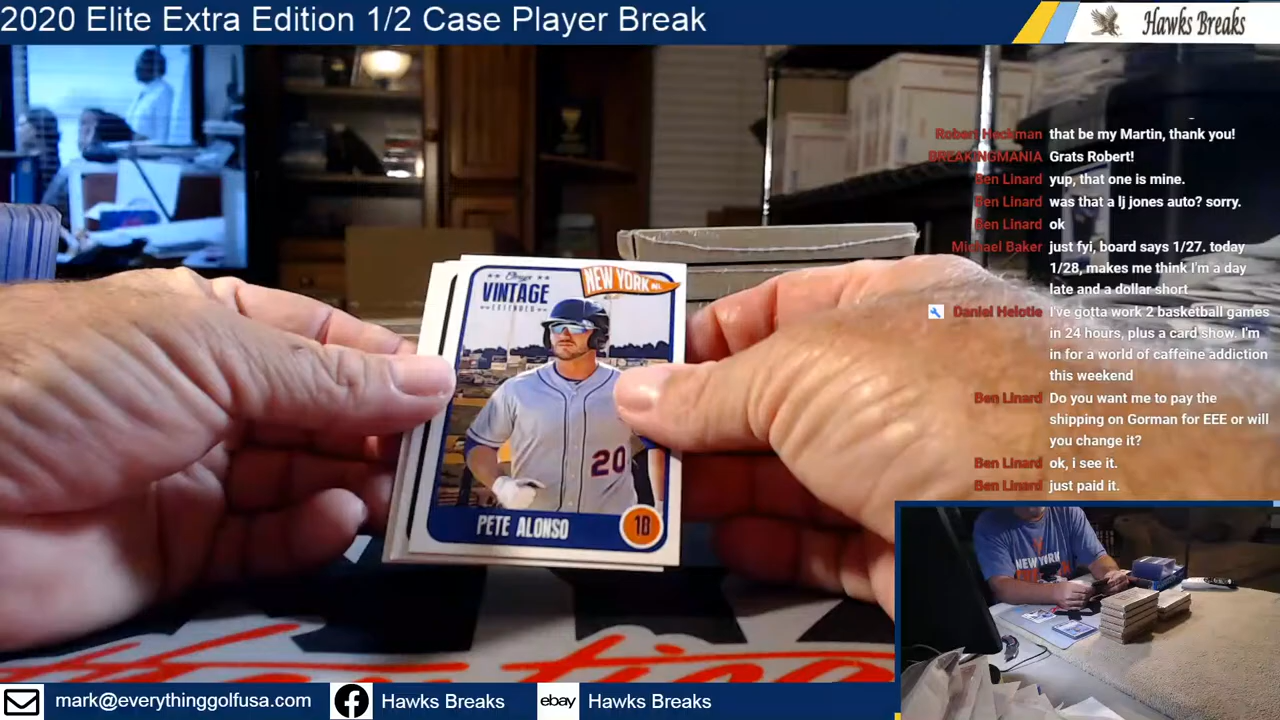 2020 Elite Extra Edition 1/2 Case Player Break
Hawks Breaks
Robert Hechman that be my Martin, thank you!
BREAKINGMANIA Grats Robert!
Ben Linard yup, that one is mine.
Ben Linard was that a lj jones auto? sorry.
Ben Linard ok
Michael Baker just fyi, board says 1/27. today
1/28, makes me think I'm a day
late and a dollar short
Daniel Helotie I've gotta work 2 basketball games
in 24 hours, plus a card show. I'm
in for a world of caffeine addiction
this weekend
Ben Linard Do you want me to pay the
shipping on Gorman for EEE or will
you change it?
Ben Linard ok, i see it.
Ben Linard just paid it.
VINTAGE
EXTENDED
NEW YORK
20
PETE ALONSO
10
NEW YORK
mark@everythinggolfusa.com
Hawks Breaks
ebay
Hawks Breaks